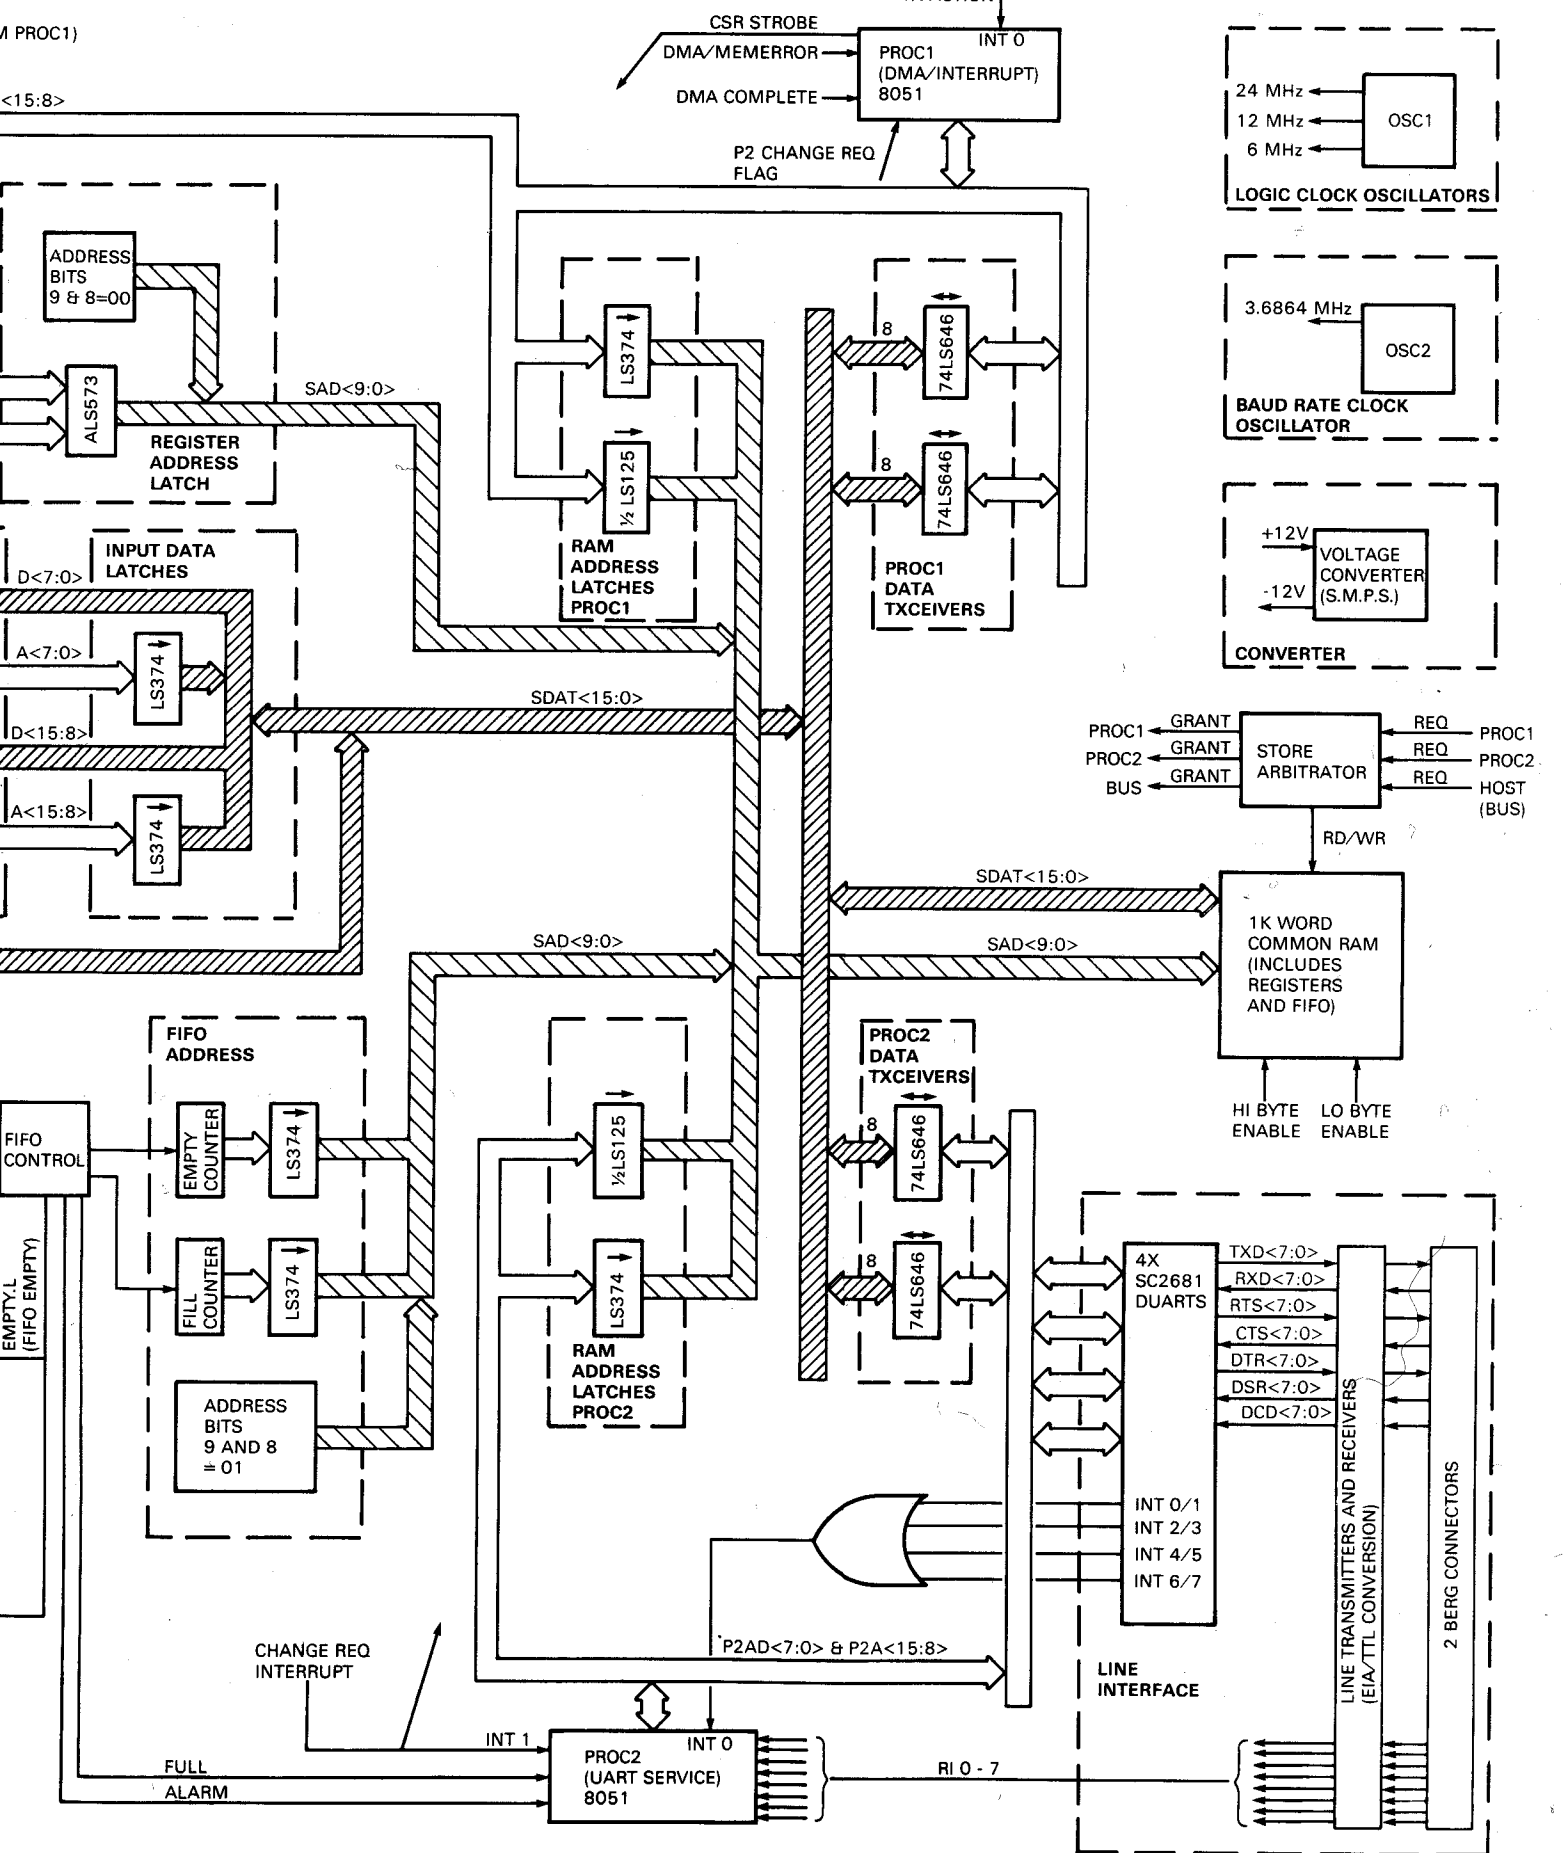 M PROC1)
CSR STROBE
DMA/MEMERROR
DMA COMPLETE
INT 0
PROC1
(DMA/INTERRUPT)
8051
P2 CHANGE REQ
FLAG
<15:8>
24 MHz
12 MHz
6 MHz
OSC1
LOGIC CLOCK OSCILLATORS
ADDRESS
BITS
9 & 8=00
ALS573
SAD<9:0>
REGISTER
ADDRESS
LATCH
LS374
½ LS125
RAM
ADDRESS
LATCHES
PROC1
8
74LS646
8
74LS646
PROC1
DATA
TXCEIVERS
3.6864 MHz
OSC2
BAUD RATE CLOCK
OSCILLATOR
+12V
-12V
VOLTAGE
CONVERTER
(S.M.P.S.)
CONVERTER
INPUT DATA
LATCHES
D<7:0>
A<7:0>
LS374
D<15:8>
A<15:8>
LS374
SDAT<15:0>
PROC1
GRANT
PROC2
GRANT
BUS
GRANT
STORE
ARBITRATOR
REQ
PROC1
REQ
PROC2
REQ
HOST
(BUS)
RD/WR
SDAT<15:0>
SAD<9:0>
SAD<9:0>
1K WORD
COMMON RAM
(INCLUDES
REGISTERS
AND FIFO)
HI BYTE
ENABLE
LO BYTE
ENABLE
FIFO
ADDRESS
FIFO
CONTROL
EMPTY
COUNTER
LS374
FILL
COUNTER
LS374
EMPTY.L
(FIFO EMPTY)
ADDRESS
BITS
9 AND 8
= 01
½LS125
LS374
RAM
ADDRESS
LATCHES
PROC2
PROC2
DATA
TXCEIVERS
8
74LS646
8
74LS646
4X
SC2681
DUARTS
TXD<7:0>
RXD<7:0>
RTS<7:0>
CTS<7:0>
DTR<7:0>
DSR<7:0>
DCD<7:0>
INT 0/1
INT 2/3
INT 4/5
INT 6/7
LINE TRANSMITTERS AND RECEIVERS
(EIA/TTL CONVERSION)
2 BERG CONNECTORS
LINE
INTERFACE
P2AD<7:0> & P2A<15:8>
CHANGE REQ
INTERRUPT
INT 1
INT 0
PROC2
(UART SERVICE)
8051
FULL
ALARM
RI 0 - 7